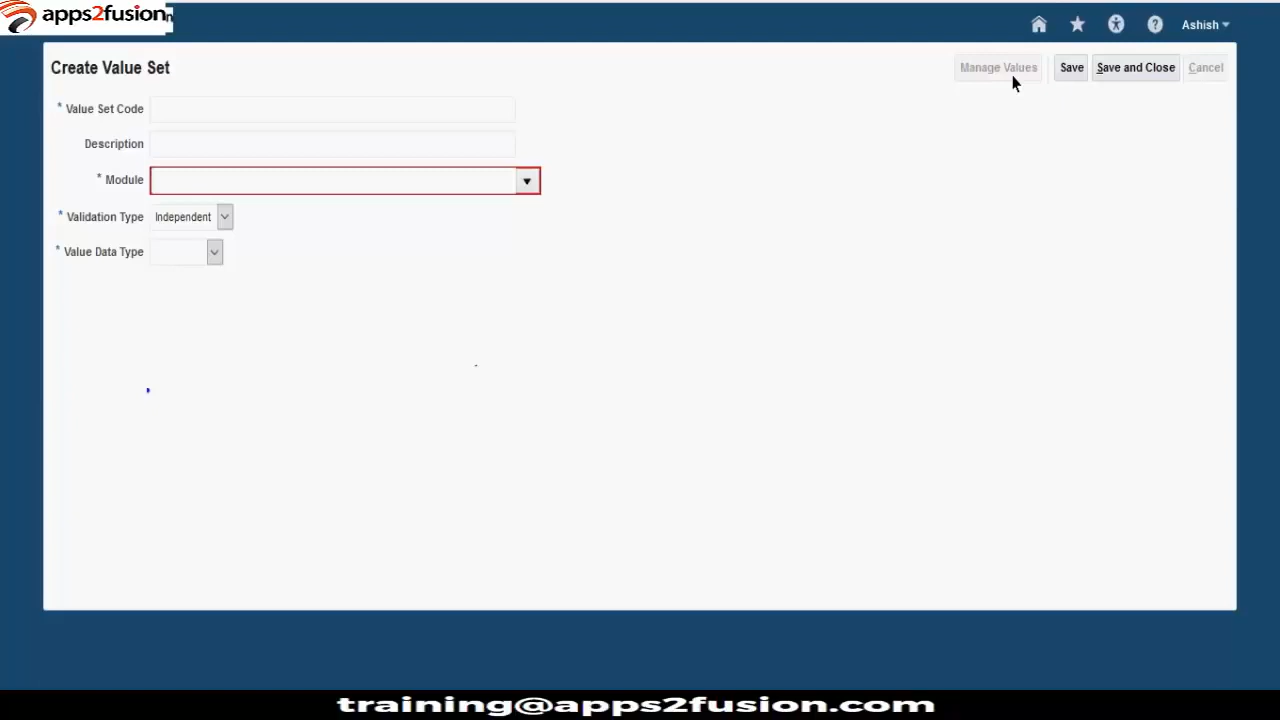 apps2fusion
Ashish
Create Value Set
Manage Values
Save
Save and Close
Cancel
* Value Set Code
Description
* Module
* Validation Type Independent
* Value Data Type
training@apps2fusion.com